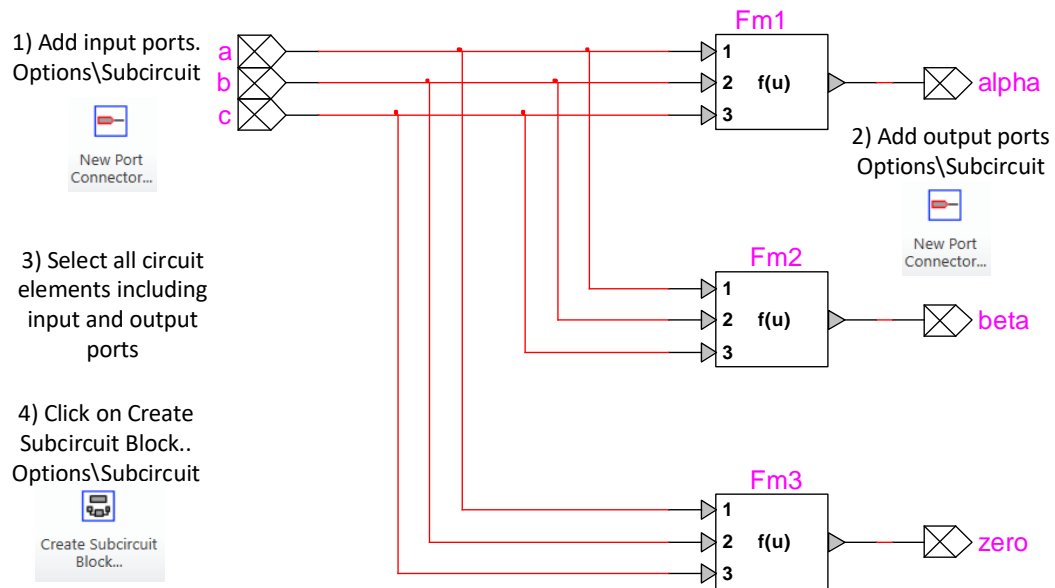 1) Add input ports.
Options\Subcircuit
New Port
Connector...
3) Select all circuit
elements including
input and output
ports
4) Click on Create
Subcircuit Block..
Options\Subcircuit
Create Subcircuit
Block...
a
b
c
Fm1
1
2
3
f(u)
alpha
2) Add output ports
Options\Subcircuit
New Port
Connector...
Fm2
1
2
3
f(u)
beta
Fm3
1
2
3
f(u)
zero